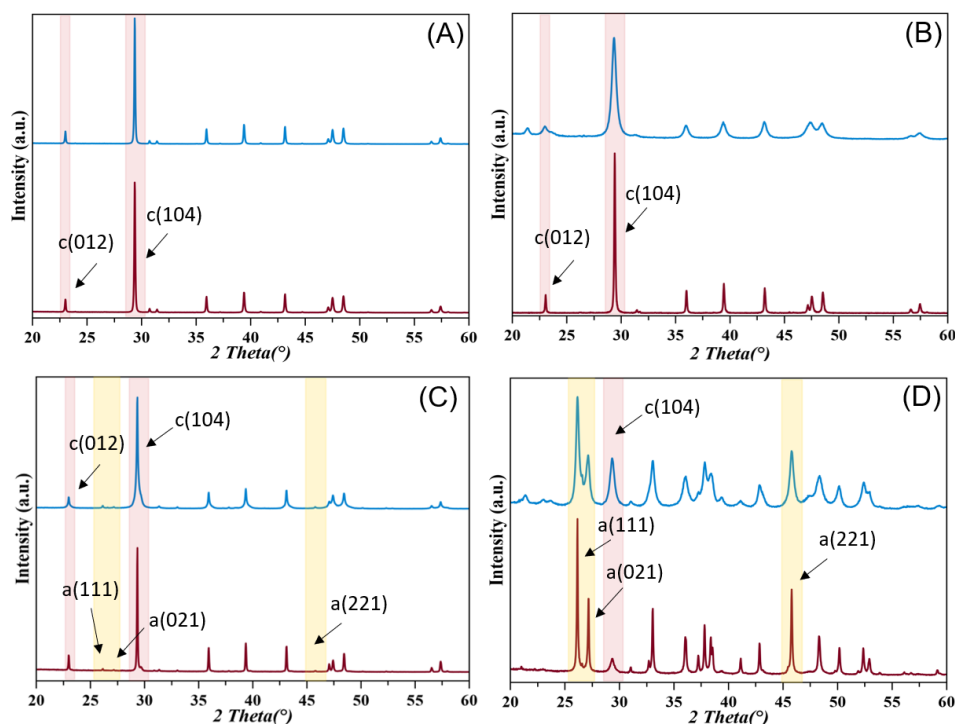 (A)
Intensity (a.u.)
c(012)
c(104)
20 25 30 35 40 45 50 55 60
2 Theta(°)
(B)
Intensity (a.u.)
c(012)
c(104)
20 25 30 35 40 45 50 55 60
2 Theta(°)
(C)
Intensity (a.u.)
c(012)
c(104)
a(111)
a(021)
a(221)
20 25 30 35 40 45 50 55 60
2 Theta(°)
(D)
Intensity (a.u.)
c(104)
a(111)
a(021)
a(221)
20 25 30 35 40 45 50 55 60
2 Theta(°)